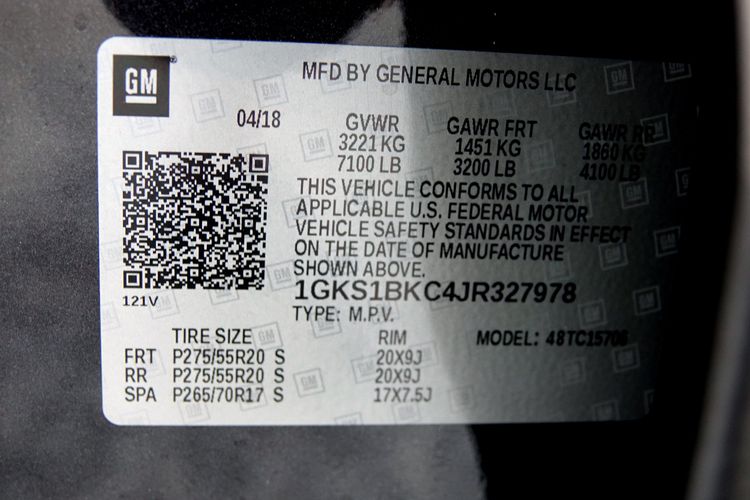 GM
MFD BY GENERAL MOTORS LLC
04/18
GVWR GAWR FRT GAWR RR
3221 KG 1451 KG 1860 KG
7100 LB 3200 LB 4100 LB
THIS VEHICLE CONFORMS TO ALL
APPLICABLE U.S. FEDERAL MOTOR
VEHICLE SAFETY STANDARDS IN EFFECT
ON THE DATE OF MANUFACTURE
SHOWN ABOVE.
1GKS1BKC4JR327978
121V
TYPE: M.P.V.
TIRE SIZE RIM MODEL: 48TC15706
FRT P275/55R20 S 20X9J
RR P275/55R20 S 20X9J
SPA P265/70R17 S 17X7.5J